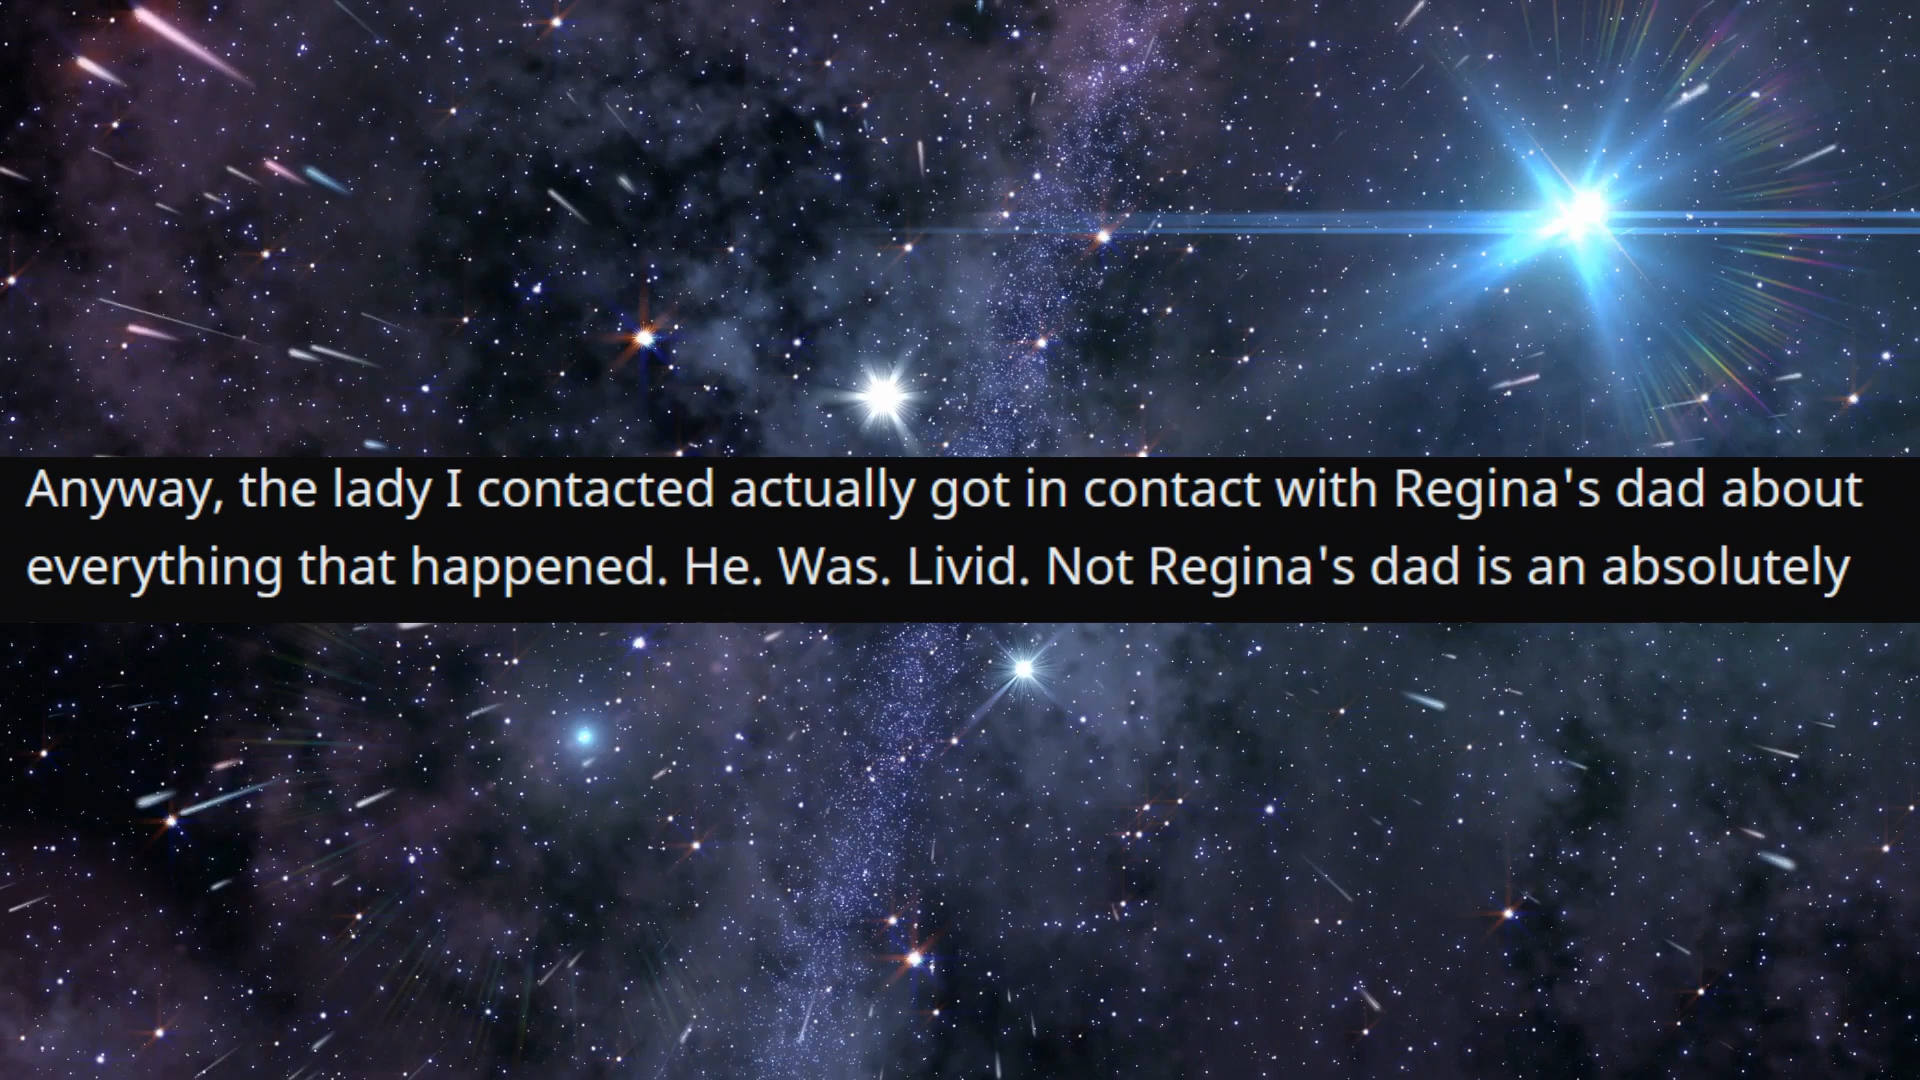 Anyway, the lady I contacted actually got in contact with Regina's dad about
everything that happened. He. Was. Livid. Not Regina's dad is an absolutely